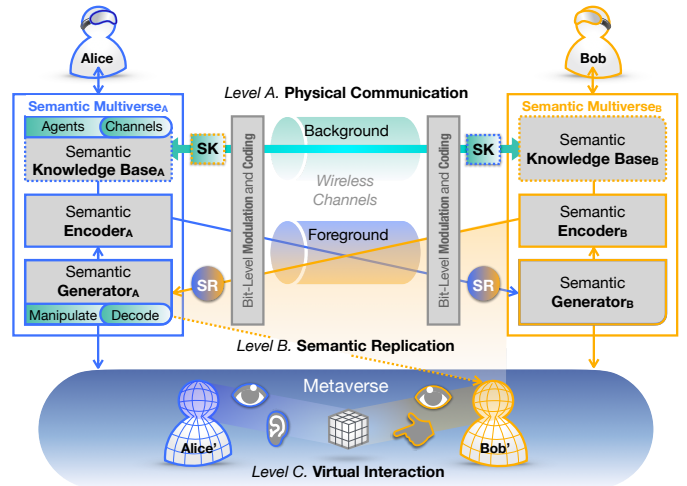 Alice
Bob
Level A. Physical Communication
Semantic MultiverseA
Semantic MultiverseB
Agents
Channels
SK
Background
SK
Semantic
Knowledge BaseA
Semantic
Knowledge BaseB
Bit-Level Modulation and Coding
Wireless
Channels
Bit-Level Modulation and Coding
Semantic
EncoderA
Foreground
Semantic
EncoderB
Semantic
GeneratorA
SR
SR
Semantic
GeneratorB
Manipulate
Decode
Level B. Semantic Replication
Metaverse
Alice'
Bob'
Level C. Virtual Interaction